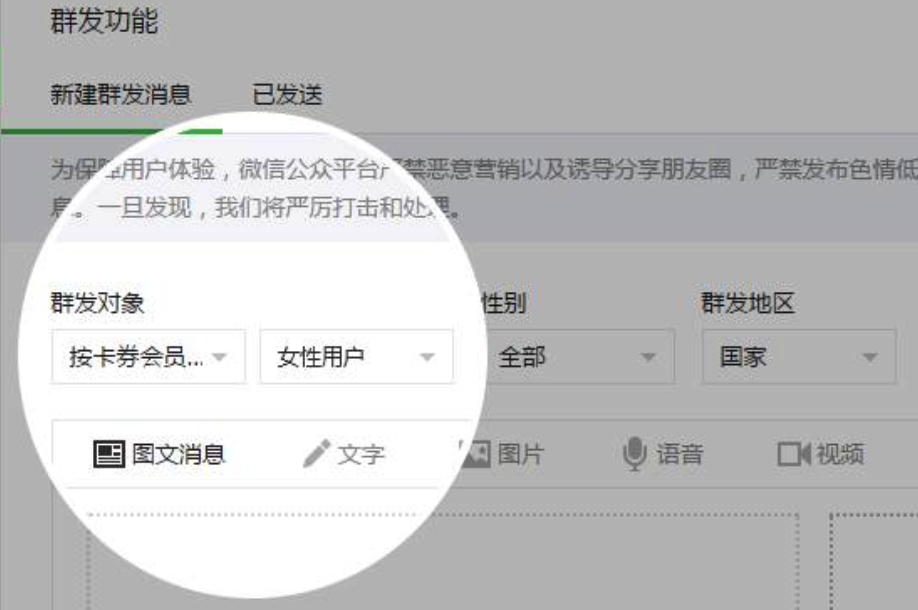 群发功能
新建群发消息 已发送
为保障用户体验，微信公众平台严禁恶意营销以及诱导分享朋友圈，严禁发布色情低
息。一旦发现，我们将严厉打击和处理。
群发对象 性别 群发地区
按卡券会员... 女性用户 全部 国家
图文消息 文字 图片 语音 视频